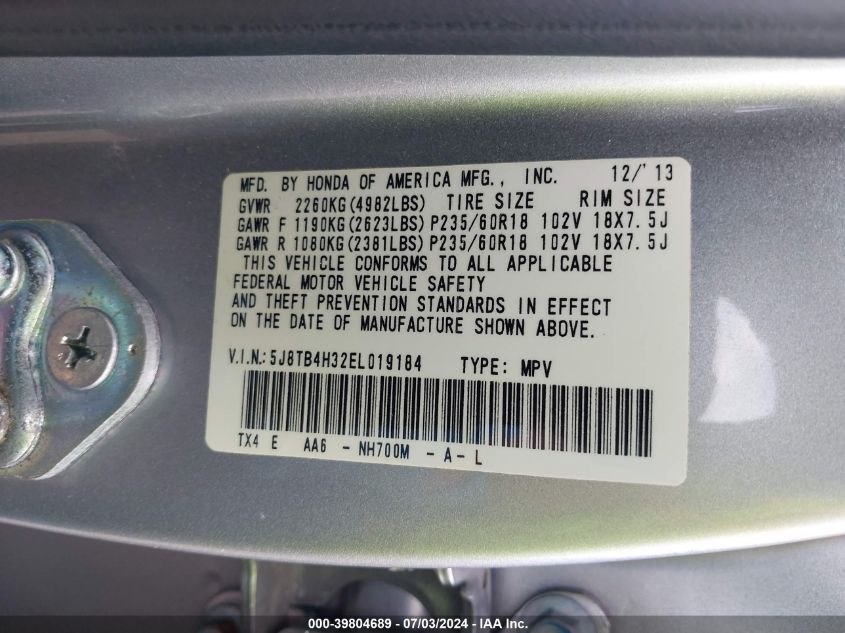 MFD. BY HONDA OF AMERICA MFG., INC. 12/'13
GVWR 2260KG(4982LBS) TIRE SIZE RIM SIZE
GAWR F 1190KG(2623LBS) P235/60R18 102V 18X7.5J
GAWR R 1080KG(2381LBS) P235/60R18 102V 18X7.5J
THIS VEHICLE CONFORMS TO ALL APPLICABLE
FEDERAL MOTOR VEHICLE SAFETY
AND THEFT PREVENTION STANDARDS IN EFFECT
ON THE DATE OF MANUFACTURE SHOWN ABOVE.
V.I.N.: 5J8TB4H32EL019184 TYPE: MPV
TX4 E AA6 - NH700M - A - L
000-39804689 - 07/03/2024 - IAAI.COM